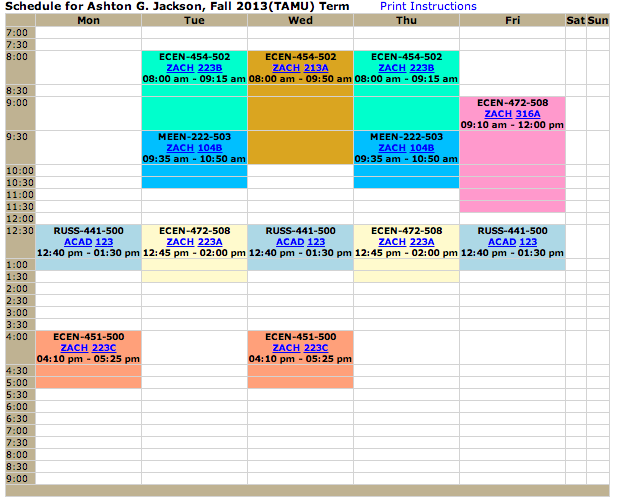 Schedule for Ashton G. Jackson, Fall 2013(TAMU) Term Print Instructions
Mon Tue Wed Thu Fri Sat Sun
7:00
7:30
8:00
ECEN-454-502 ECEN-454-502 ECEN-454-502
ZACH 223B ZACH 213A ZACH 223B
08:00 am - 09:15 am 08:00 am - 09:50 am 08:00 am - 09:15 am
8:30
9:00
ECEN-472-508
ZACH 316A
09:10 am - 12:00 pm
9:30
MEEN-222-503 MEEN-222-503
ZACH 104B ZACH 104B
09:35 am - 10:50 am 09:35 am - 10:50 am
10:00
10:30
11:00
11:30
12:00
12:30
RUSS-441-500 ECEN-472-508 RUSS-441-500 ECEN-472-508 RUSS-441-500
ACAD 123 ZACH 223A ACAD 123 ZACH 223A ACAD 123
12:40 pm - 01:30 pm 12:45 pm - 02:00 pm 12:40 pm - 01:30 pm 12:45 pm - 02:00 pm 12:40 pm - 01:30 pm
1:00
1:30
2:00
2:30
3:00
3:30
4:00
ECEN-451-500 ECEN-451-500
ZACH 223C ZACH 223C
04:10 pm - 05:25 pm 04:10 pm - 05:25 pm
4:30
5:00
5:30
6:00
6:30
7:00
7:30
8:00
8:30
9:00